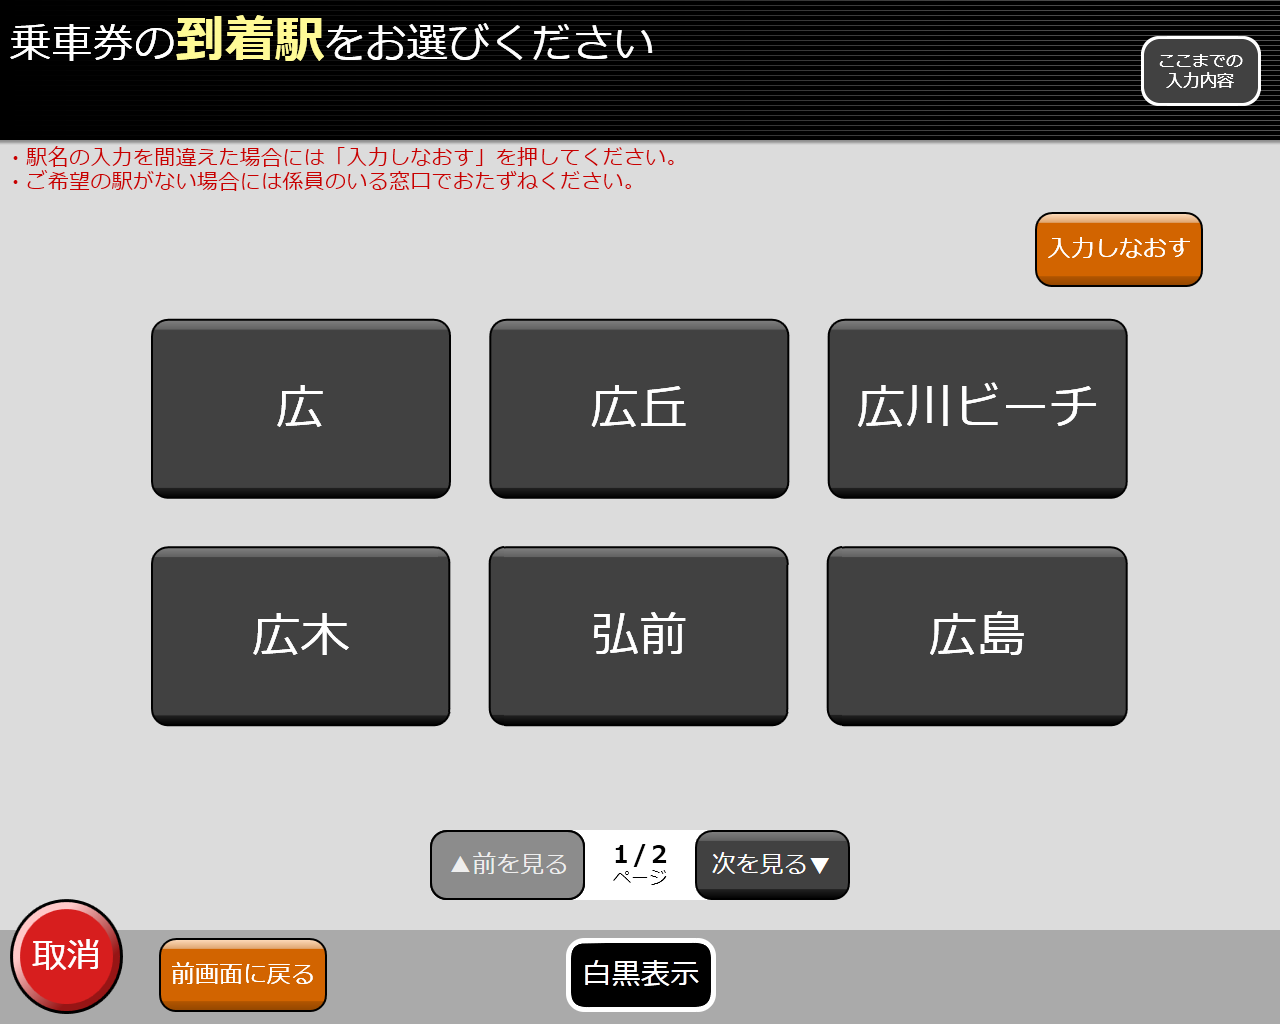 乗車券の到着駅をお選びください
ここまでの
入力内容
・駅名の入力を間違えた場合には「入力しなおす」を押してください。
・ご希望の駅がない場合には係員のいる窓口でおたずねください。
入力しなおす
広
広丘
広川ビーチ
広木
弘前
広島
▲前を見る
1/2
ページ
次を見る▼
取消
前画面に戻る
白黒表示